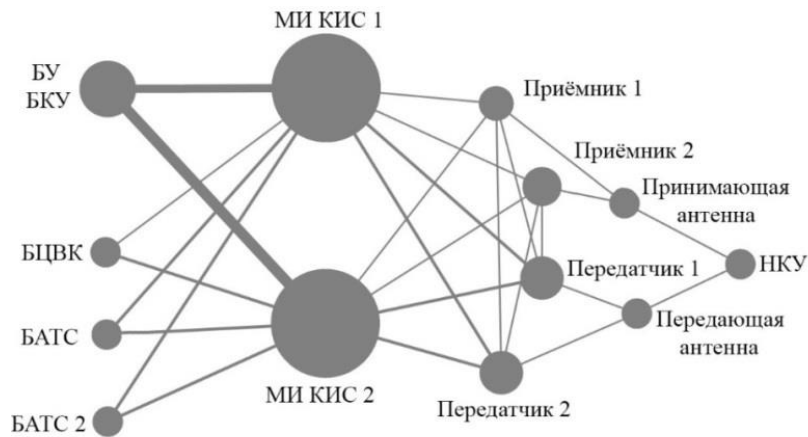 МИ КИС 1
БУ
БКУ
Приёмник 1
Приёмник 2
Принимающая
антенна
БЦВК
НКУ
Передатчик 1
Передающая
антенна
БАТС
МИ КИС 2
Передатчик 2
БАТС 2